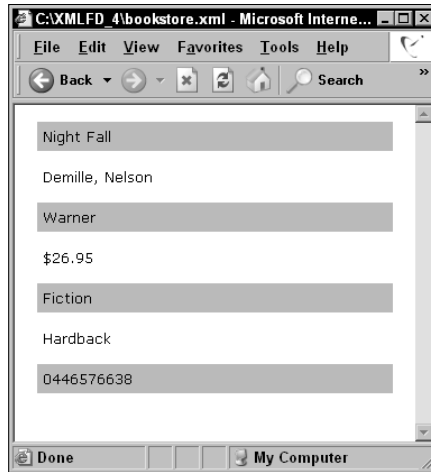 C:\XMLFD_4\bookstore.xml - Microsoft Interne...
File Edit View Favorites Tools Help
Back Search »
Night Fall
Demille, Nelson
Warner
$26.95
Fiction
Hardback
0446576638
Done My Computer